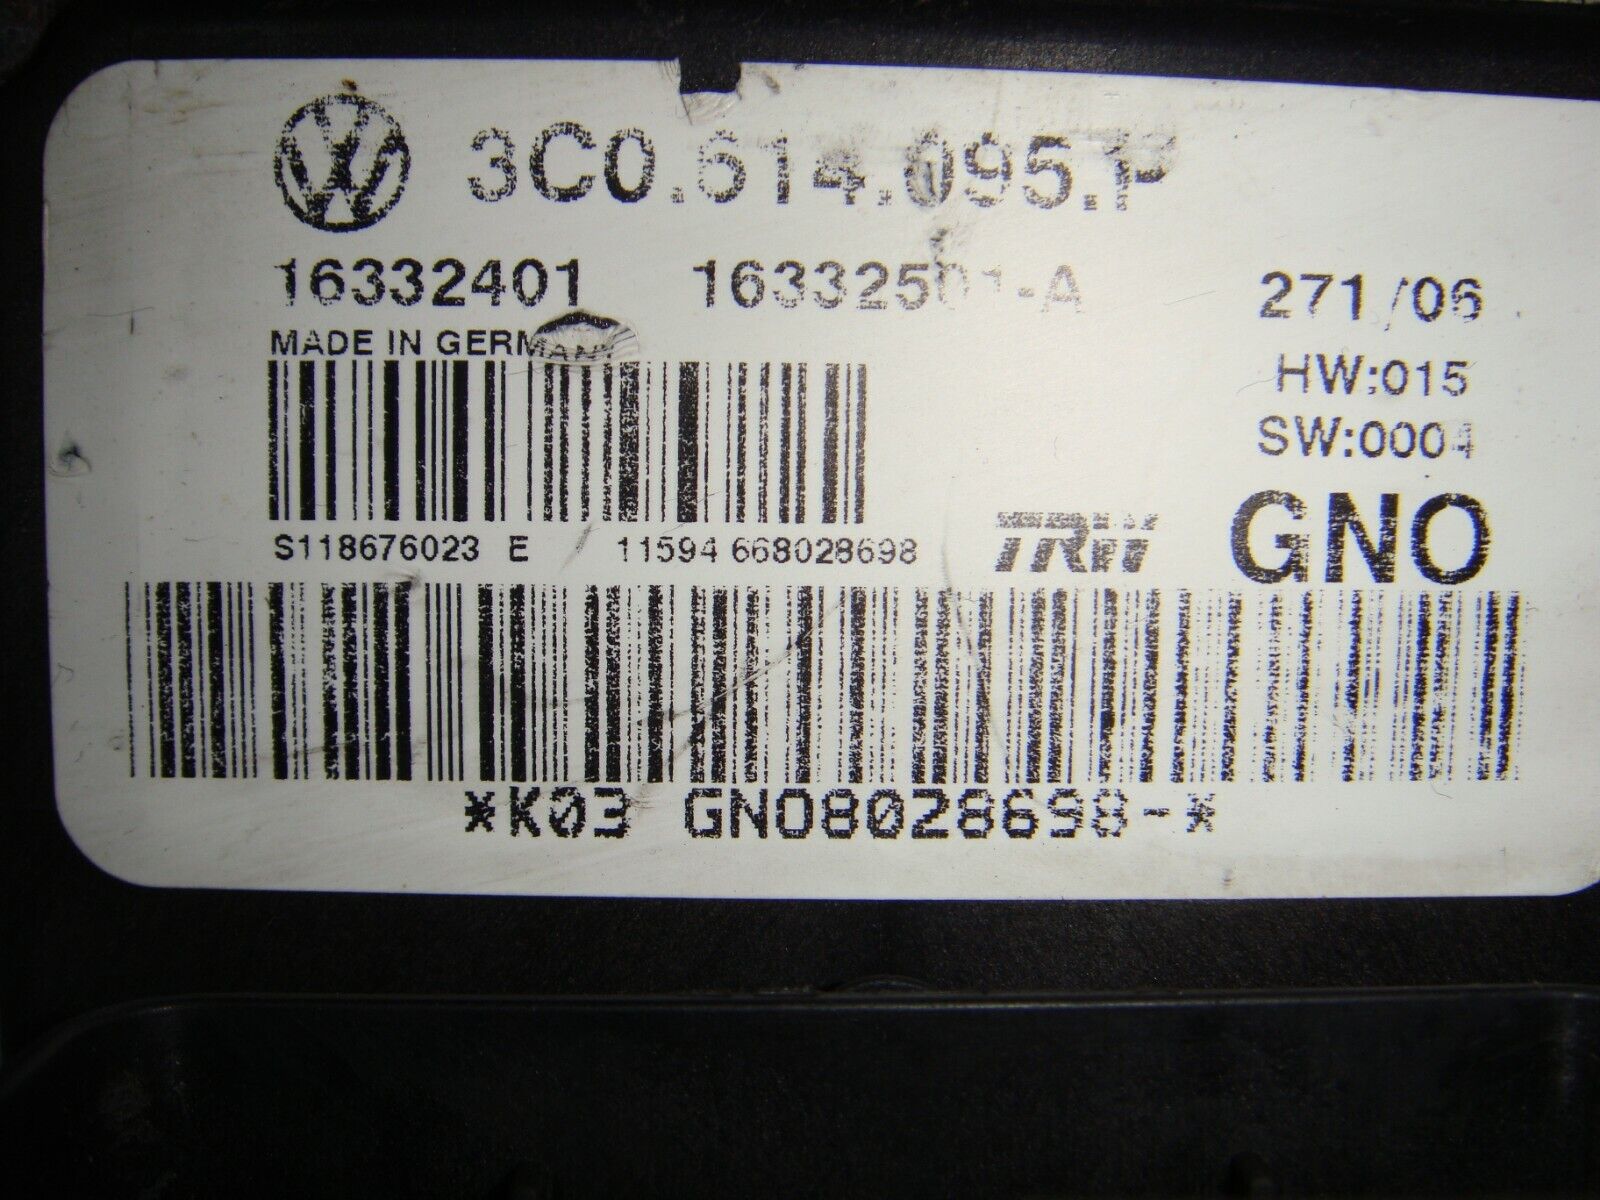 3C0.614.095.P
16332401 16332501-A 271/06
MADE IN GERMANY
HW:015
SW:0004
S118676023 E 11594 668028698 TRW GNO
*K03 GNO8028698-*